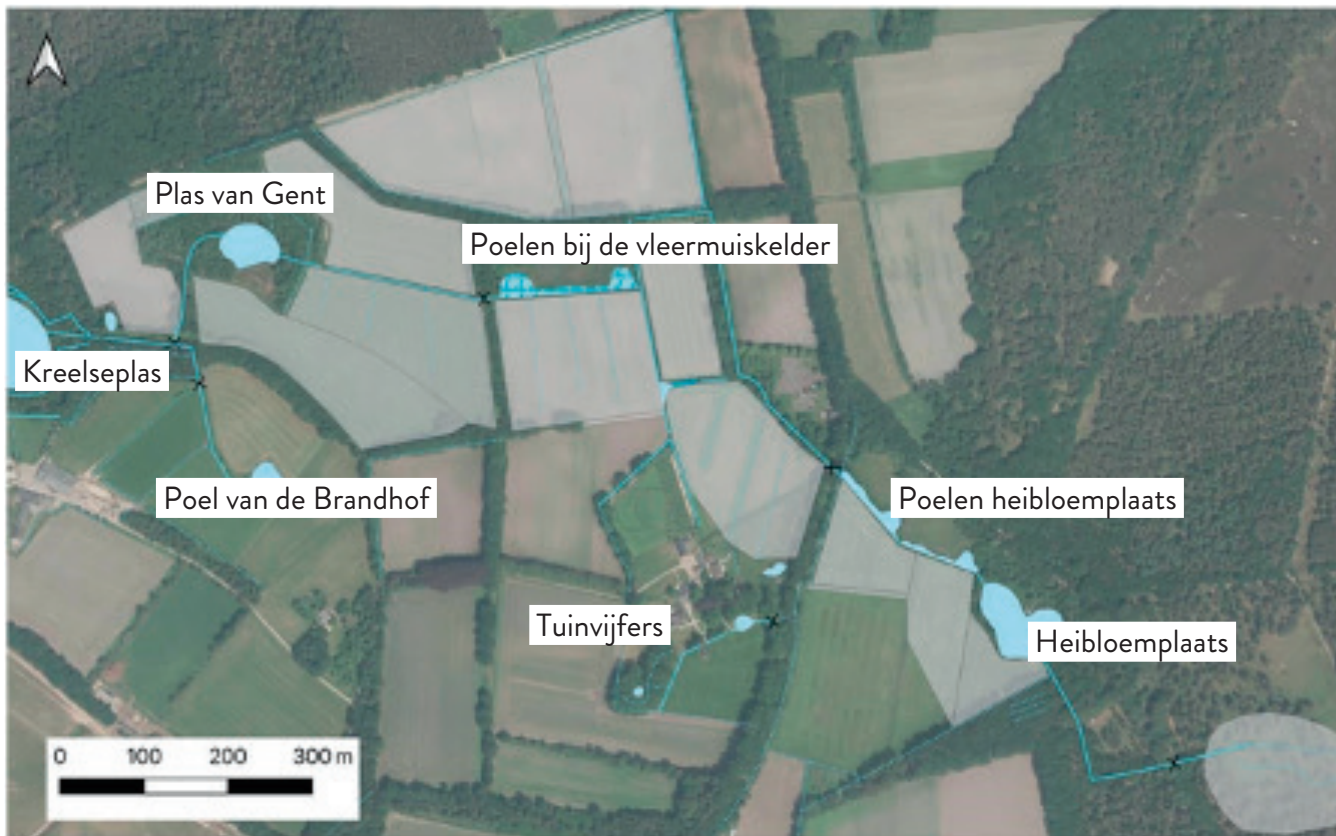 Plas van Gent
Poelen bij de vleermuiskelder
Kreelseplas
Poel van de Brandhof
Poelen heibloemplaats
Tuinvijfers
Heibloemplaats
0 100 200 300 m